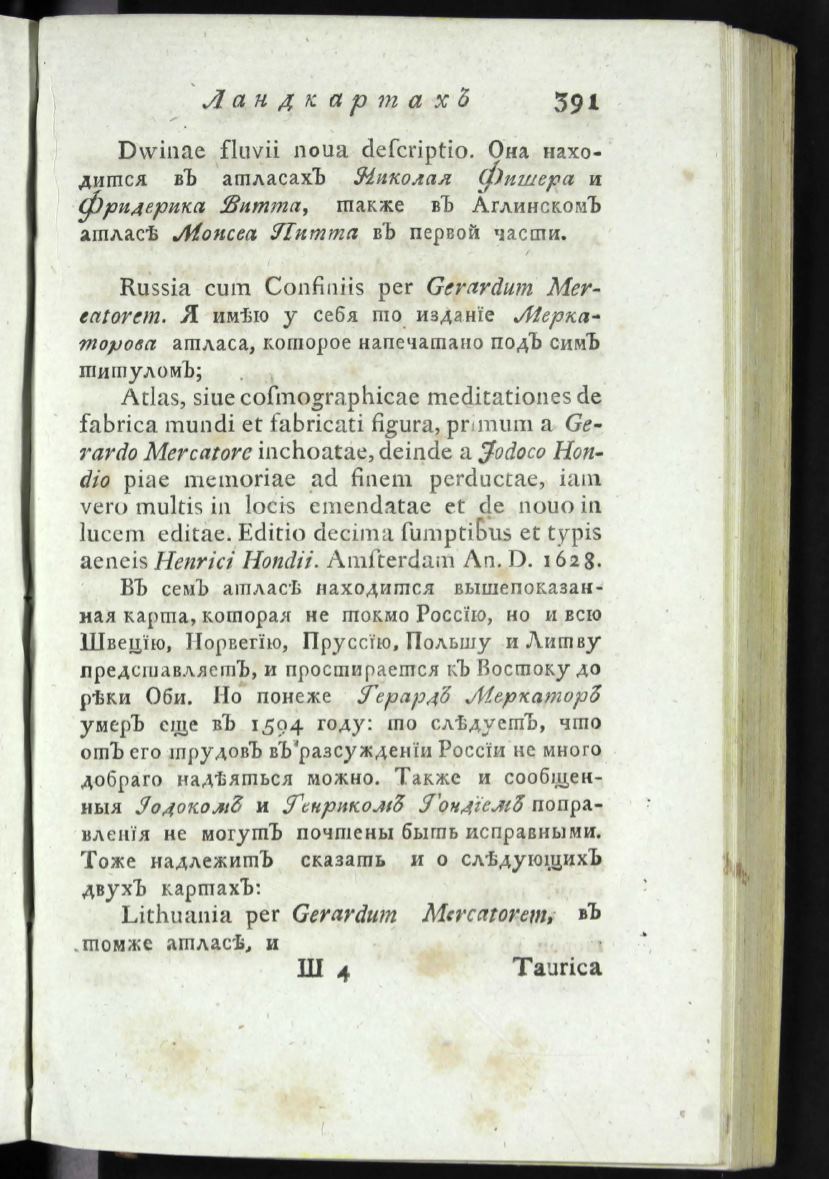 Ландкартахъ 391
Dwinae fluvii noua deſcriptio. Она нахо-
дится въ атласахъ Николая Фишера и
Фридерика Витта, также въ Аглинскомъ
атласѣ Моисеа Питта въ первой части.
Russia cum Confiniis per Gerardum Mer-
catorem. Я имѣю у себя то изданїе Мерка-
торова атласа, которое напечатано подъ симъ
титуломъ;
Atlas, siue coſmographicae meditationes de
fabrica mundi et fabricati figura, primum a Ge-
rardo Mercatore inchoatae, deinde a Jodoco Hon-
dio piae memoriae ad finem perductae, iam
vero multis in locis emendatae et de nouo in
lucem editae. Editio decima ſumptibus et typis
aeneis Henrici Hondii. Amſterdam An. D. 1628.
Въ семъ атласѣ находится вышепоказан-
ная карта, которая не токмо Россїю, но и всю
Швецїю, Норвегїю, Пруссїю, Польшу и Литву
представляетъ, и простирается къ Востоку до
рѣки Оби. Но понеже Герардъ Меркаторъ
умеръ еще въ 1594 году: то слѣдуетъ, что
отъ его трудовъ въ разсужденїи Россїи не много
добраго надѣяться можно. Также и сообщен-
ныя Іодокомъ и Генрикомъ Гондїемъ попра-
вленїя не могутъ почтены быть исправными.
Тоже надлежитъ сказать и о слѣдующихъ
двухъ картахъ:
Lithuania per Gerardum Mercatorem, въ
томже атласѣ, и
Ш 4 Taurica